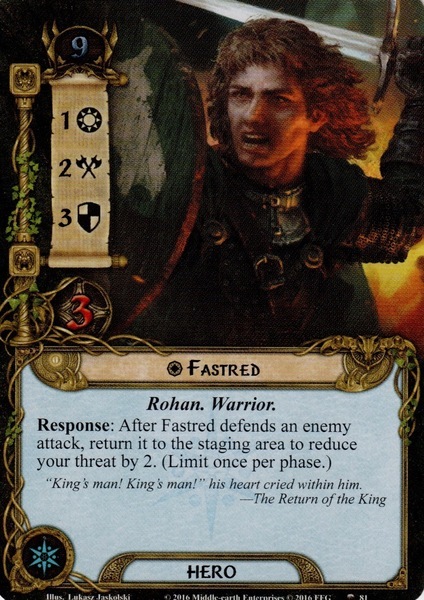 9
1
2
3
3
Fastred
Rohan. Warrior.
Response: After Fastred defends an enemy
attack, return it to the staging area to reduce
your threat by 2. (Limit once per phase.)
“King’s man! King’s man!” his heart cried within him.
—The Return of the King
HERO
Illus. Lukasz Jaskolski © 2016 Middle-earth Enterprises © 2016 FFG 81